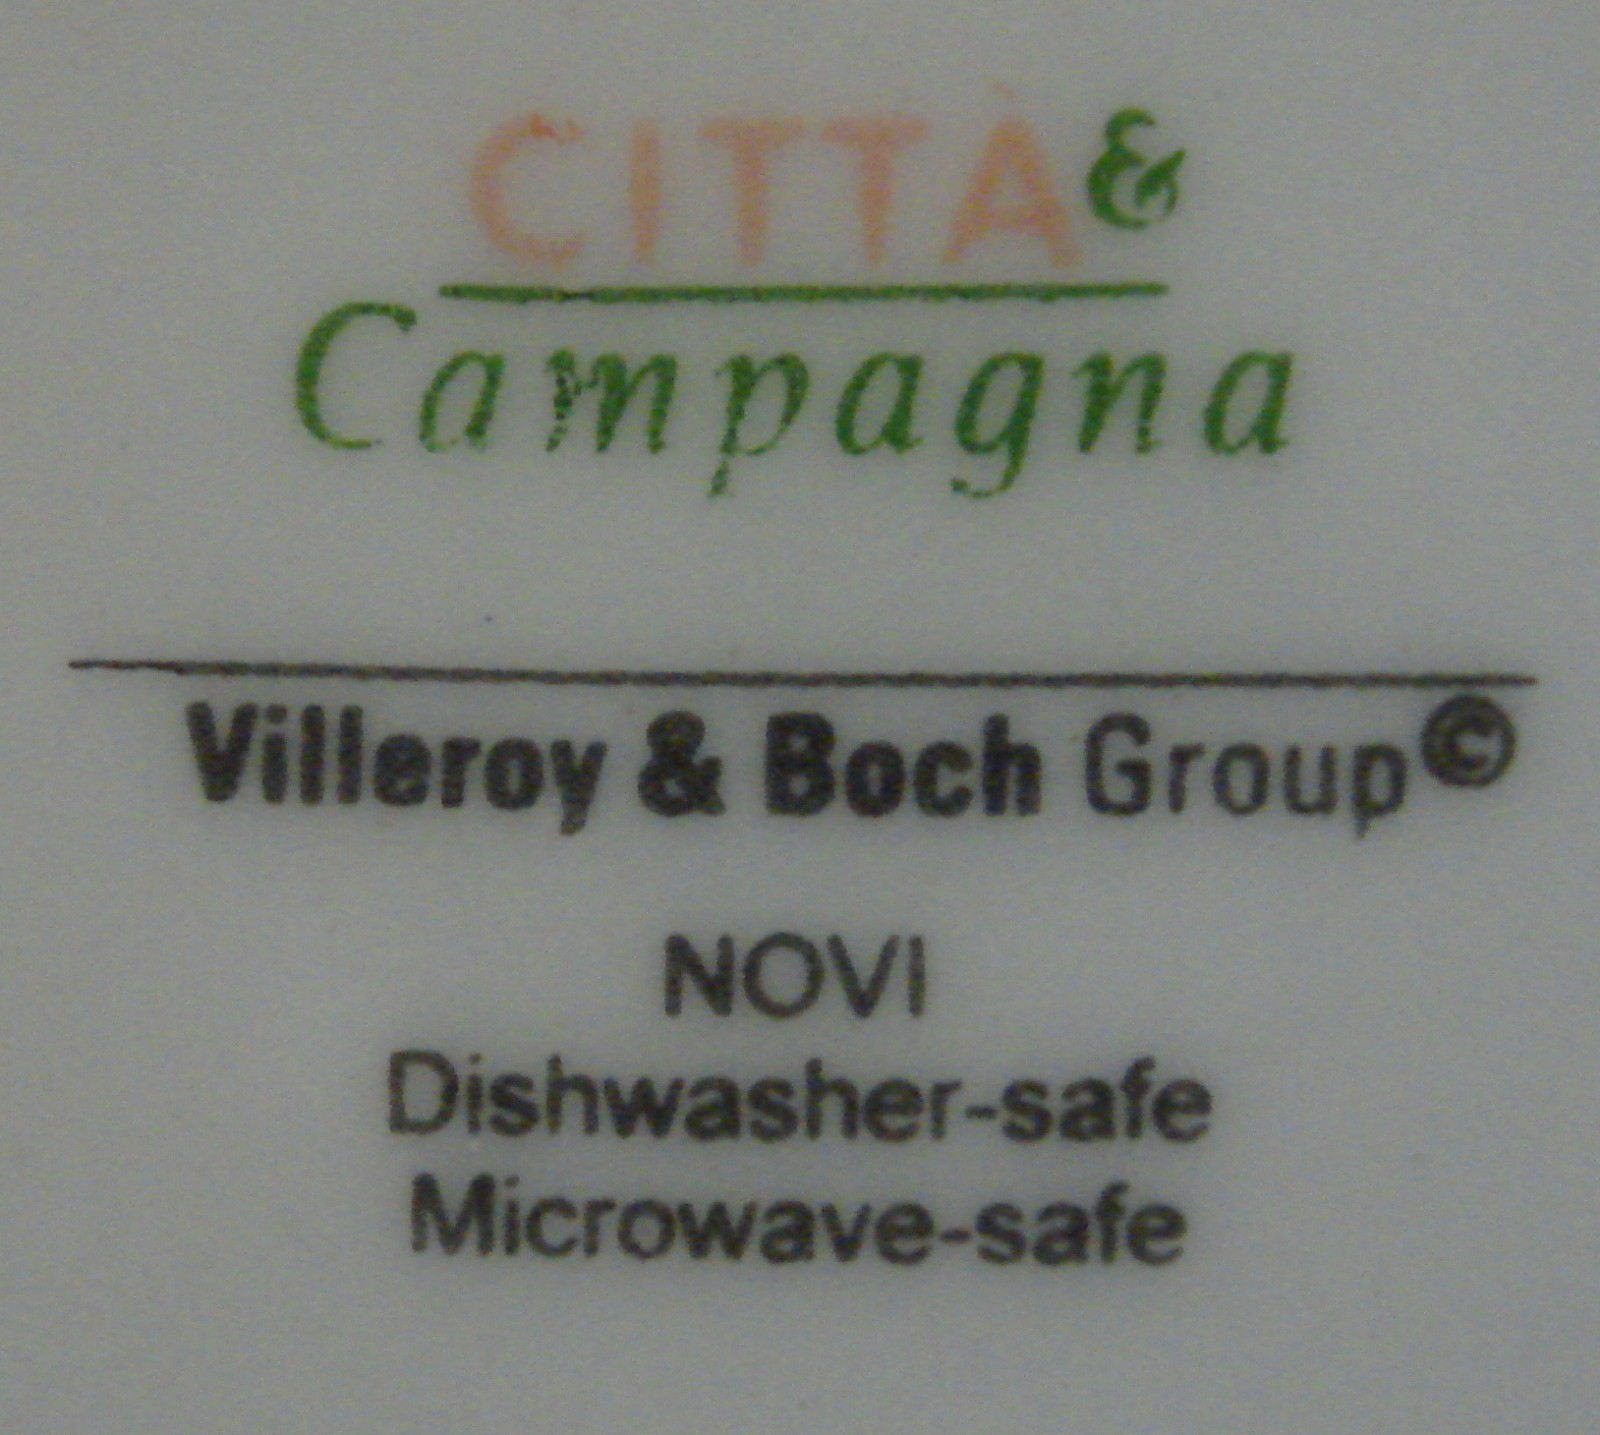 CITTÀ &
Campagna
Villeroy & Boch Group©
NOVI
Dishwasher-safe
Microwave-safe